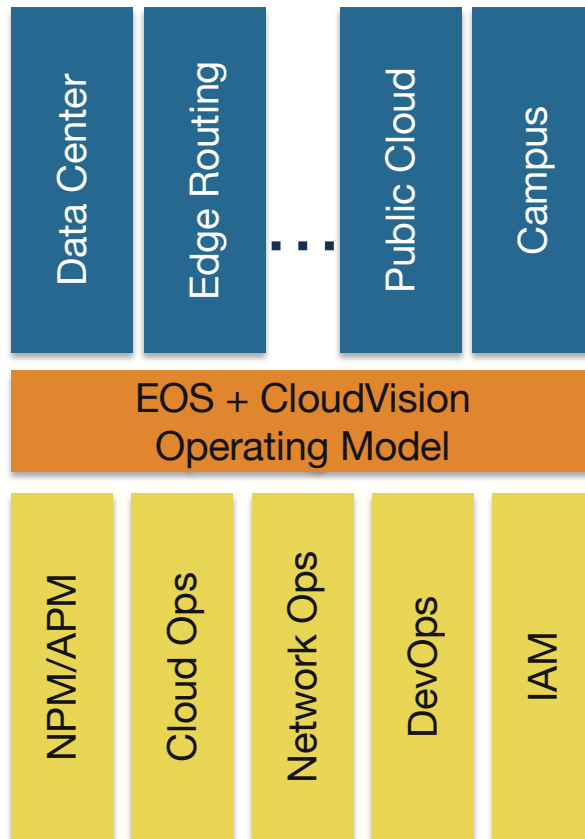 Data Center
Edge Routing
...
Public Cloud
Campus
EOS + CloudVision
Operating Model
NPM/APM
Cloud Ops
Network Ops
DevOps
IAM